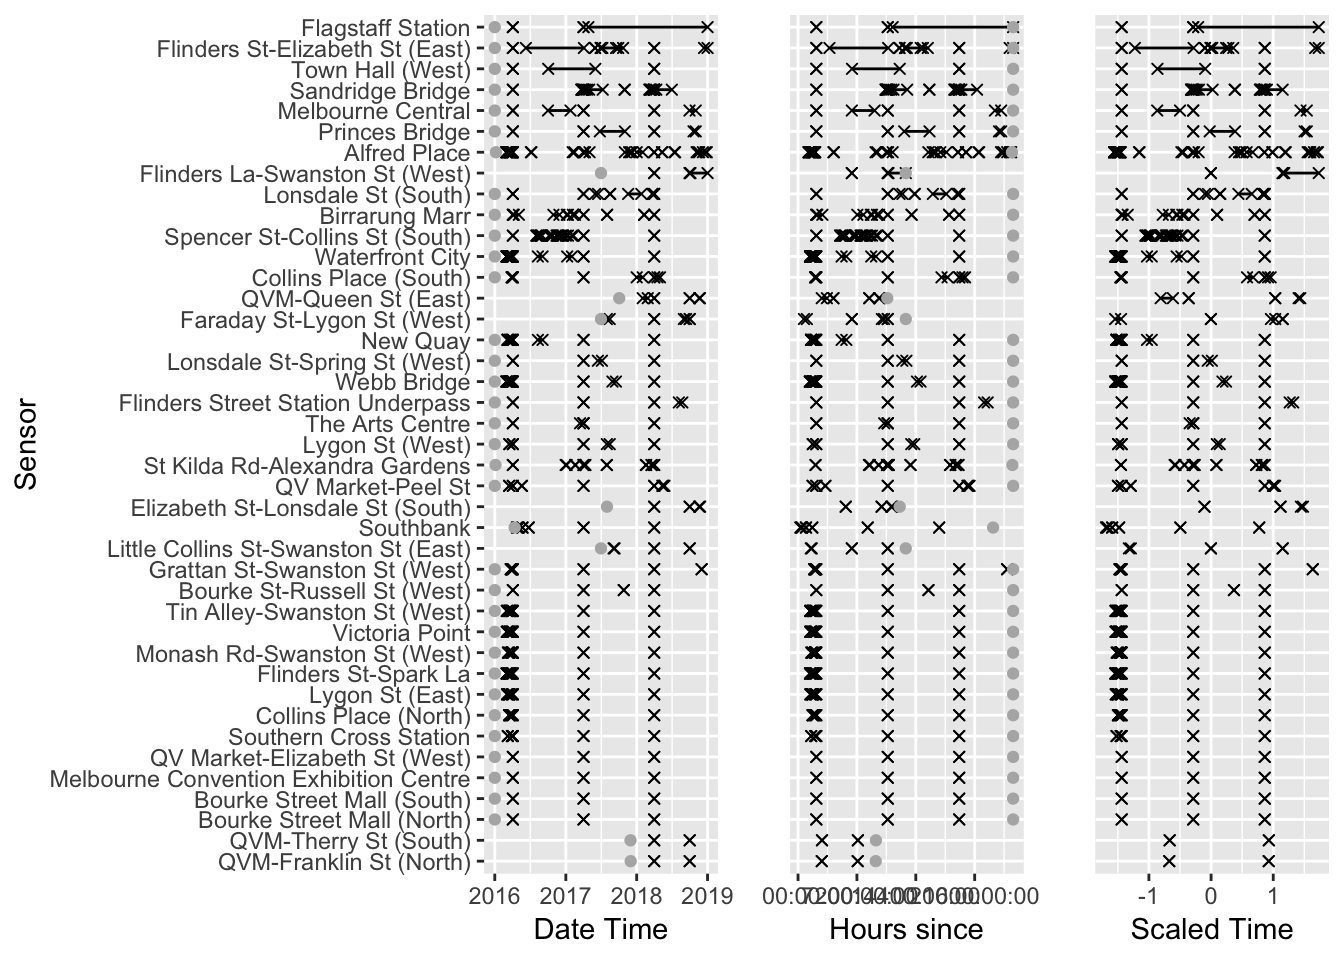 Sensor
Flagstaff Station
Flinders St-Elizabeth St (East)
Town Hall (West)
Sandridge Bridge
Melbourne Central
Princes Bridge
Alfred Place
Flinders La-Swanston St (West)
Lonsdale St (South)
Birrarung Marr
Spencer St-Collins St (South)
Waterfront City
Collins Place (South)
QVM-Queen St (East)
Faraday St-Lygon St (West)
New Quay
Lonsdale St-Spring St (West)
Webb Bridge
Flinders Street Station Underpass
The Arts Centre
Lygon St (West)
St Kilda Rd-Alexandra Gardens
QV Market-Peel St
Elizabeth St-Lonsdale St (South)
Southbank
Little Collins St-Swanston St (East)
Grattan St-Swanston St (West)
Bourke St-Russell St (West)
Tin Alley-Swanston St (West)
Victoria Point
Monash Rd-Swanston St (West)
Flinders St-Spark La
Lygon St (East)
Collins Place (North)
Southern Cross Station
QV Market-Elizabeth St (West)
Melbourne Convention Exhibition Centre
Bourke Street Mall (South)
Bourke Street Mall (North)
QVM-Therry St (South)
QVM-Franklin St (North)
2016 2017 2018 2019
-1 0 1
Date Time Hours since Scaled Time